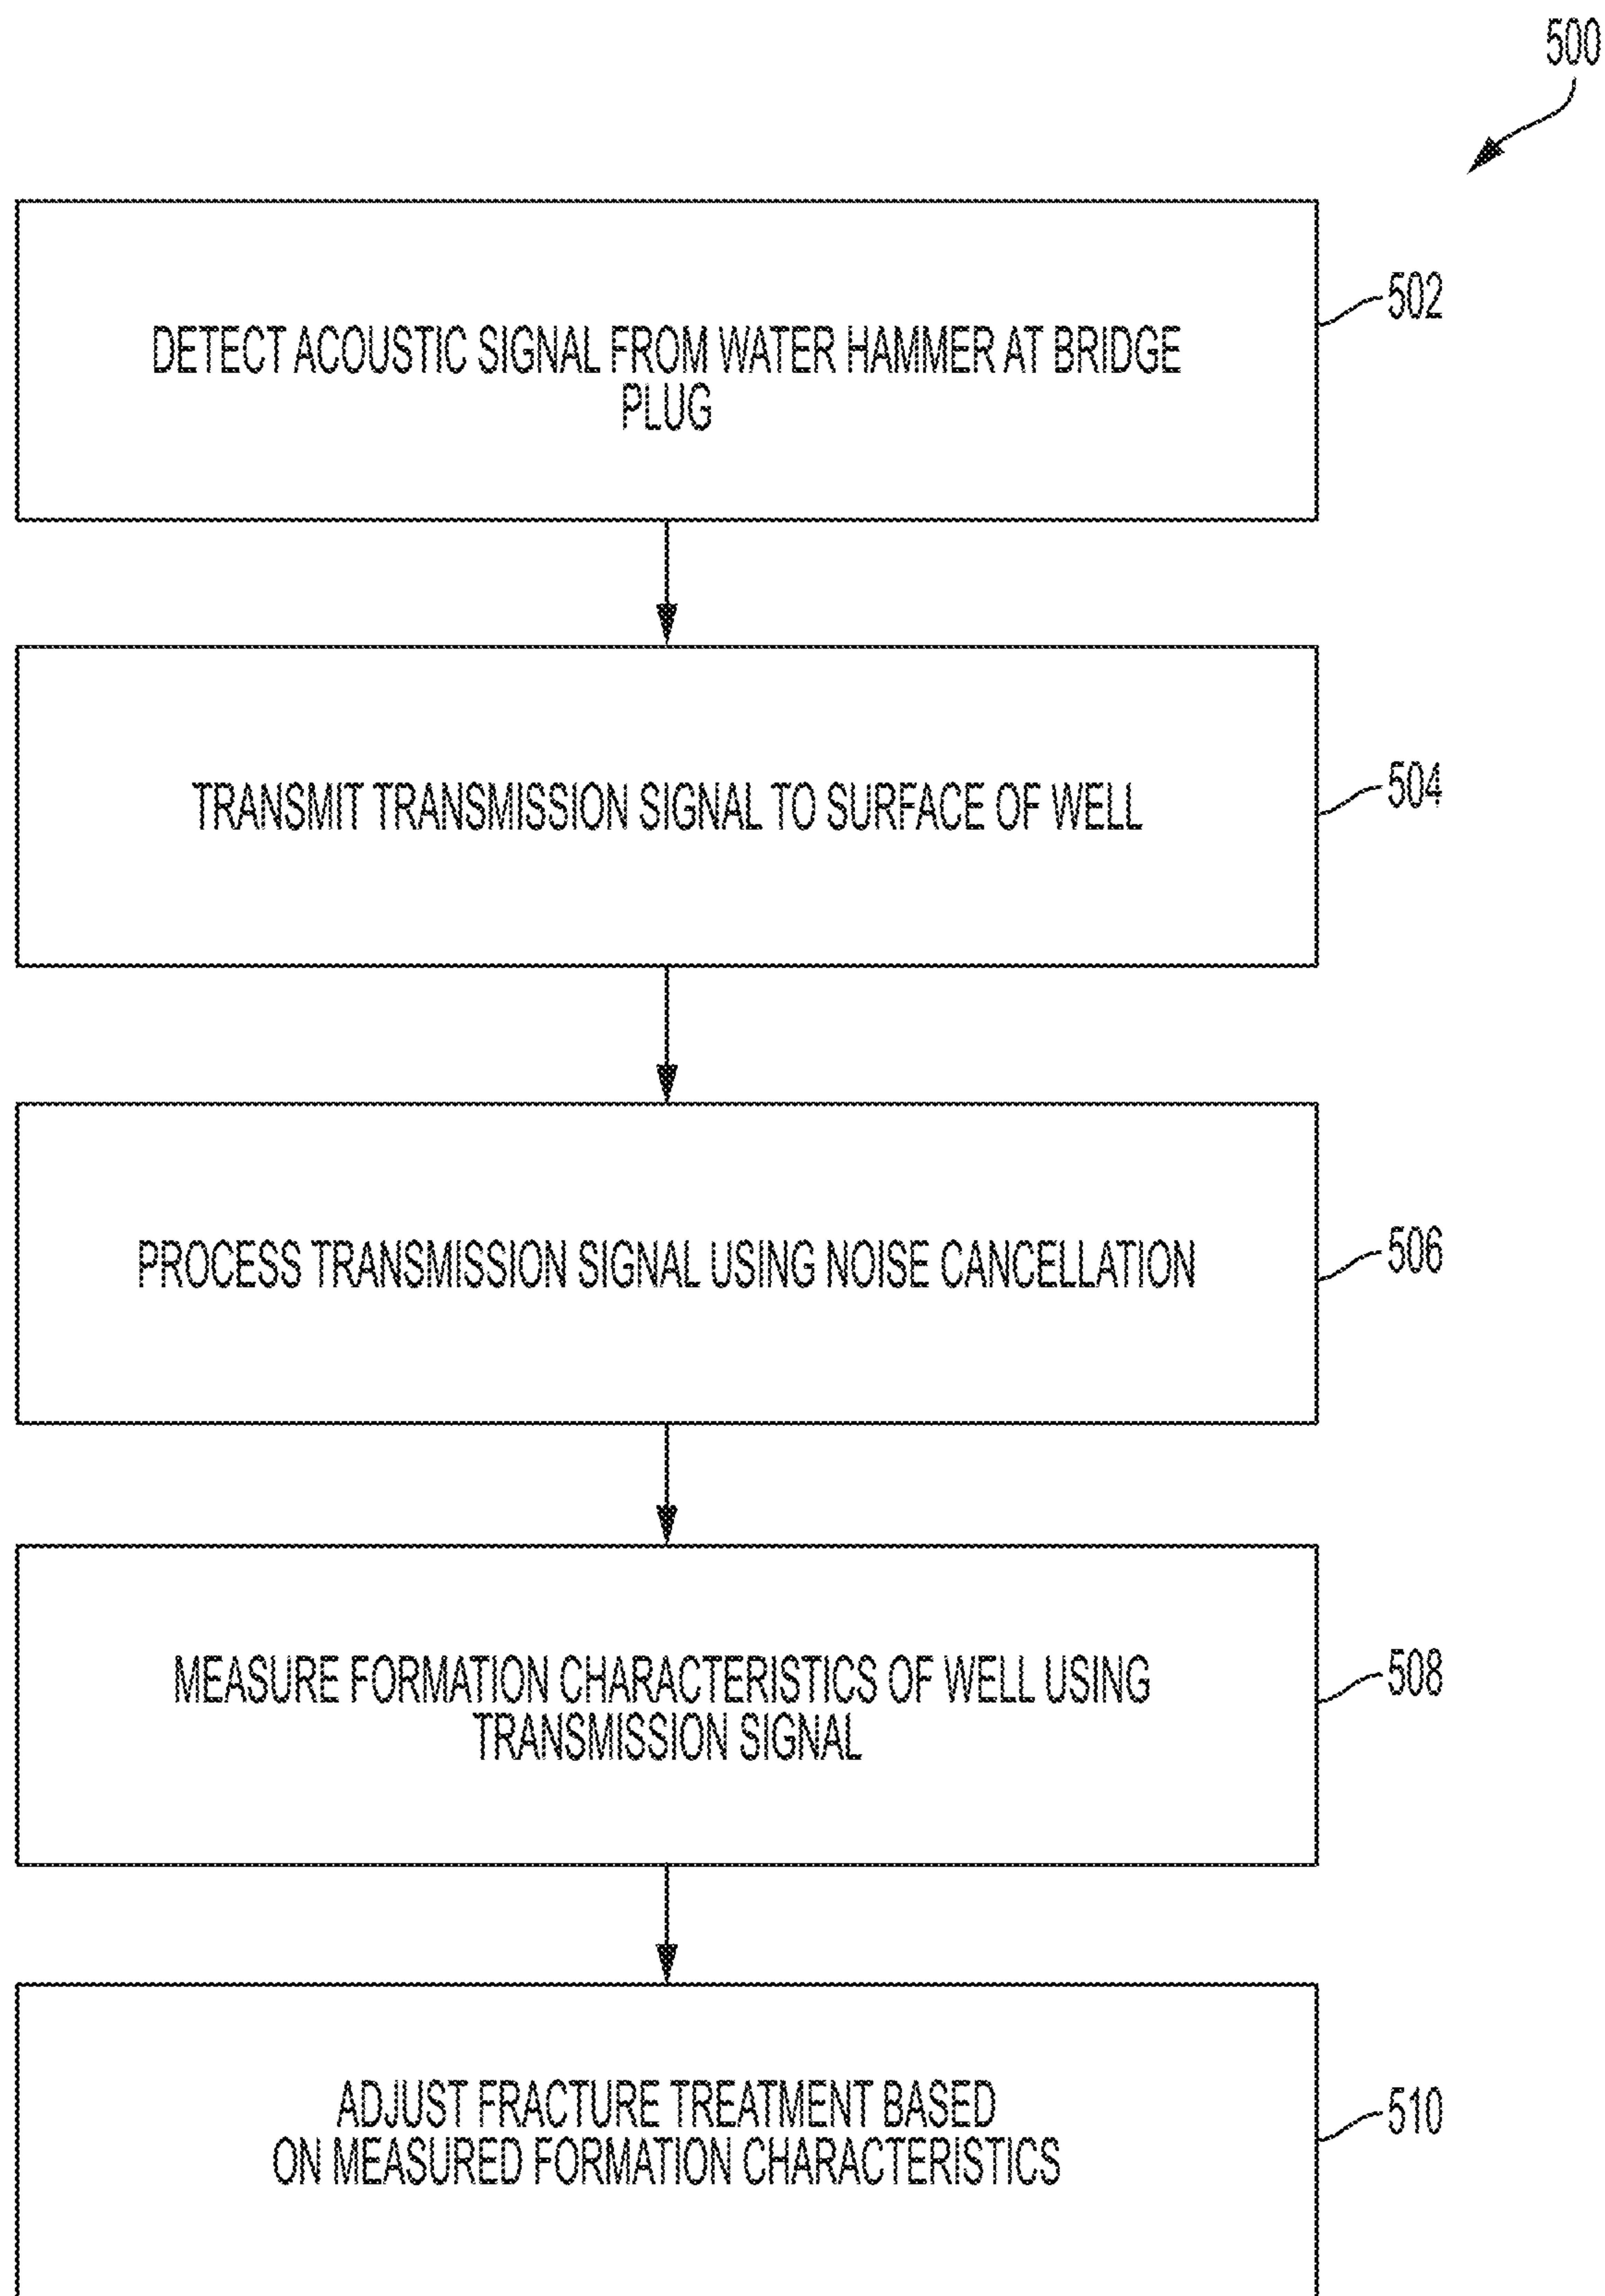 500
DETECT ACOUSTIC SIGNAL FROM WATER HAMMER AT BRIDGE
PLUG
502
TRANSMIT TRANSMISSION SIGNAL TO SURFACE OF WELL
504
PROCESS TRANSMISSION SIGNAL USING NOISE CANCELLATION
506
MEASURE FORMATION CHARACTERISTICS OF WELL USING
TRANSMISSION SIGNAL
508
ADJUST FRACTURE TREATMENT BASED
ON MEASURED FORMATION CHARACTERISTICS
510